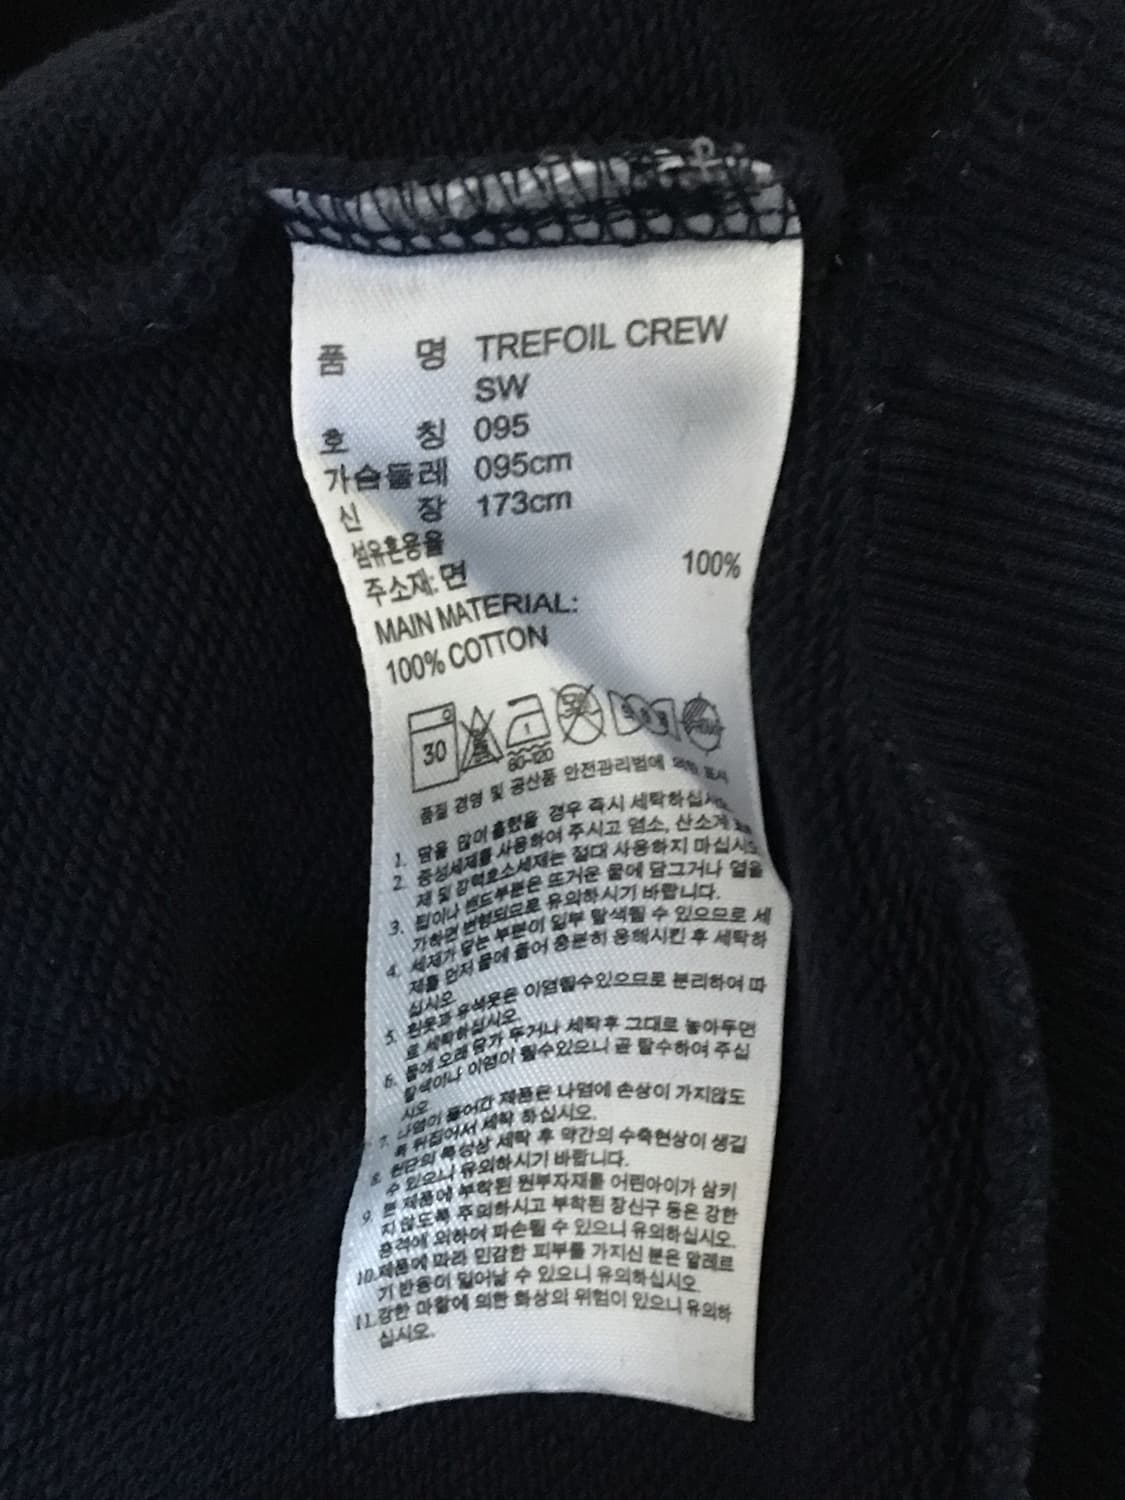 품 명 TREFOIL CREW
SW
호 칭 095
가슴둘레 095cm
신 장 173cm
섬유혼용율
주소재: 면 100%
MAIN MATERIAL:
100% COTTON
30
1
80~120
품질 경영 및 공산품 안전관리법에 의한 표시
1. 땀을 많이 흘렸을 경우 즉시 세탁하십시오.
2. 중성세제를 사용하여 주시고 염소, 산소계
제 및 강력효소세제는 절대 사용하지 마십시오.
3. 팁이나 밴드부분은 뜨거운 물에 담그거나 열을
가하면 변형되므로 유의하시기 바랍니다.
4. 세제가 닿는 부분이 일부 탈색될 수 있으므로 세
제를 먼저 물에 풀어 충분히 용해시킨 후 세탁하
십시오.
5. 흰옷과 유색옷은 이염될수있으므로 분리하여 따
로 세탁하십시오.
6. 물에 오래 담가 두거나 세탁후 그대로 놓아두면
탈색이나 이염이 될수있으니 곧 탈수하여 주십
시오.
7. 나염이 들어간 제품은 나염에 손상이 가지않도
록 뒤집어서 세탁 하십시오.
8. 원단의 특성상 세탁 후 약간의 수축현상이 생길
수 있으니 유의하시기 바랍니다.
9. 본 제품에 부착된 원부자재를 어린아이가 삼키
지않도록 주의하시고 부착된 장신구 등은 강한
충격에 의하여 파손될 수 있으니 유의하십시오.
10.제품에 따라 민감한 피부를 가지신 분은 알레르
기 반응이 일어날 수 있으니 유의하십시오.
11.강한 마찰에 의한 화상의 위험이 있으니 유의하
십시오.